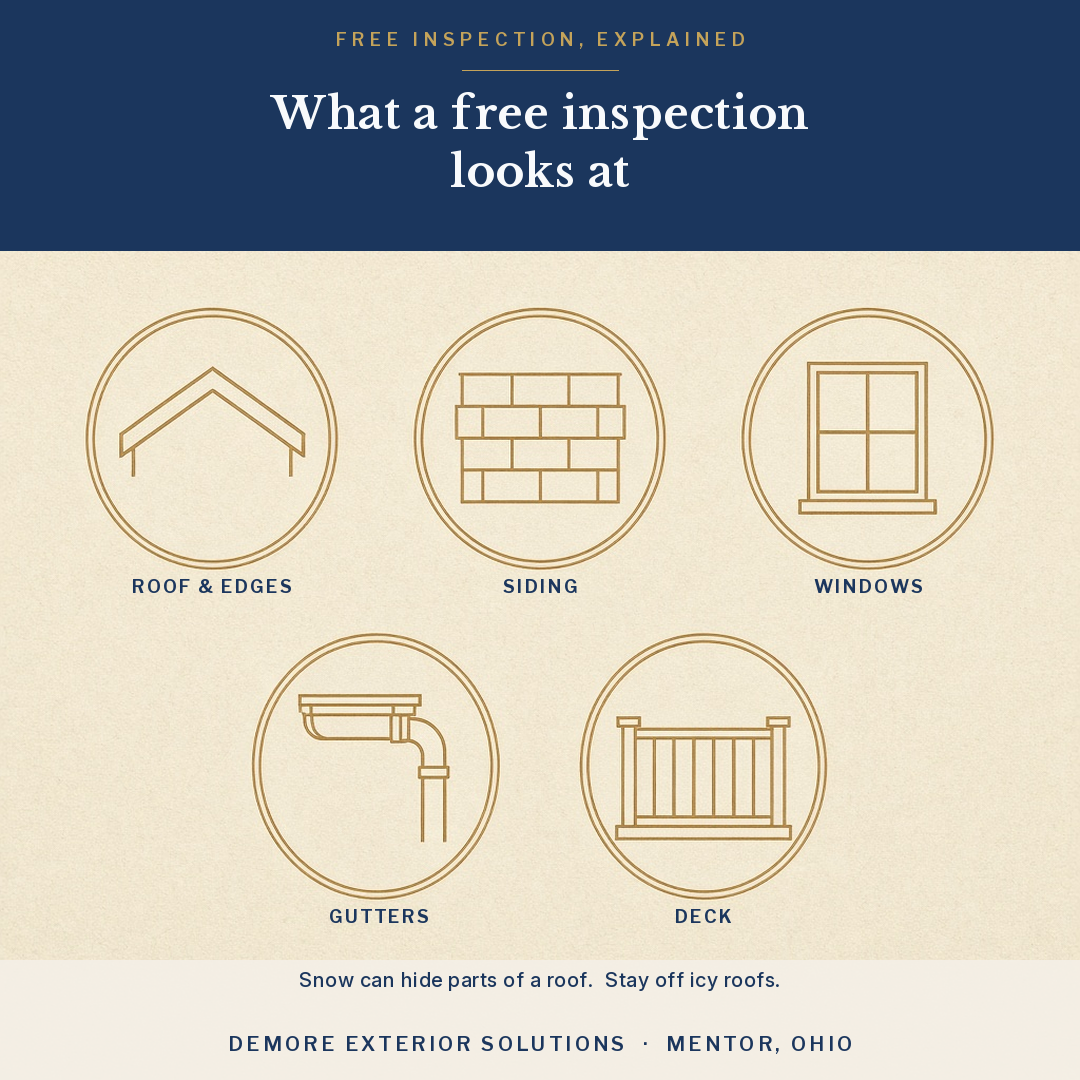 FREE INSPECTION, EXPLAINED
What a free inspection
looks at
ROOF & EDGES
SIDING
WINDOWS
GUTTERS
DECK
Snow can hide parts of a roof.  Stay off icy roofs.
DEMORE EXTERIOR SOLUTIONS · MENTOR, OHIO